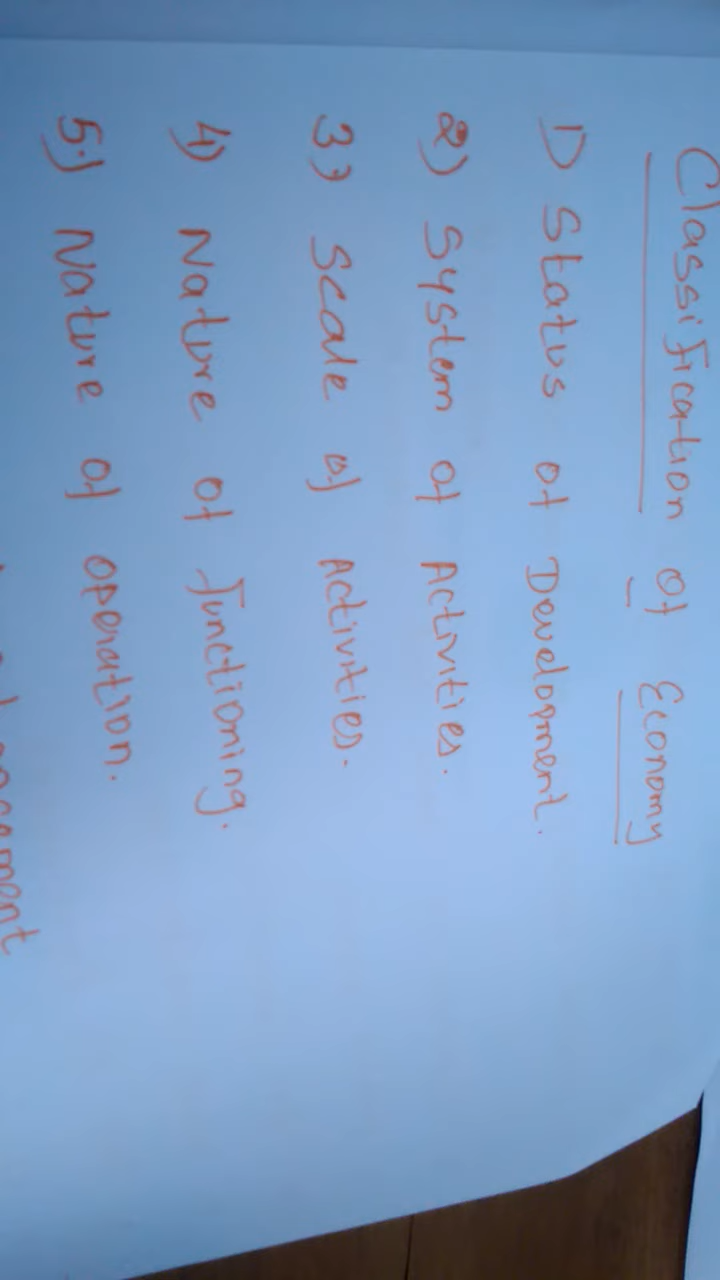 Classification of Economy
1) Status of Development.
2) System of Activities.
3) Scale of Activities.
4) Nature of functioning.
5.) Nature of operation.